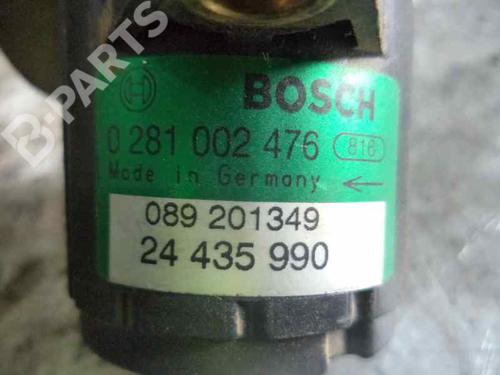 B-PARTS
BOSCH
0 281 002 476 816
Made in Germany ←
089 201349
24 435 990